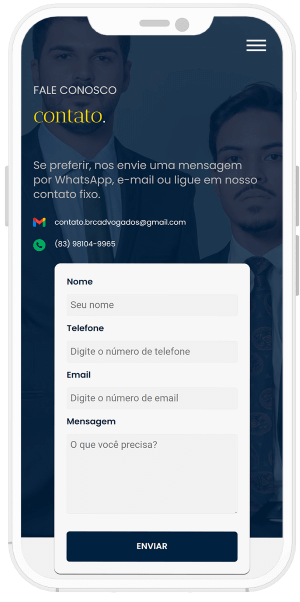 FALE CONOSCO
contato.
Se preferir, nos envie uma mensagem
por WhatsApp, e-mail ou ligue em nosso
contato fixo.
contato.brcadvogados@gmail.com
(83) 98104-9965
Nome
Seu nome
Telefone
Digite o número de telefone
Email
Digite o número de email
Mensagem
O que você precisa?
ENVIAR